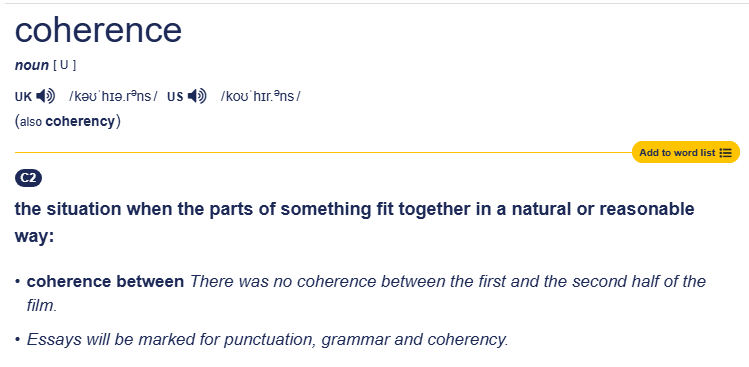 coherence
noun [ U ]
UK /kəʊˈhɪə.rəns/ US /koʊˈhɪr.əns/
(also coherency)
Add to word list
C2
the situation when the parts of something fit together in a natural or reasonable
way:
• coherence between There was no coherence between the first and the second half of the
film.
• Essays will be marked for punctuation, grammar and coherency.